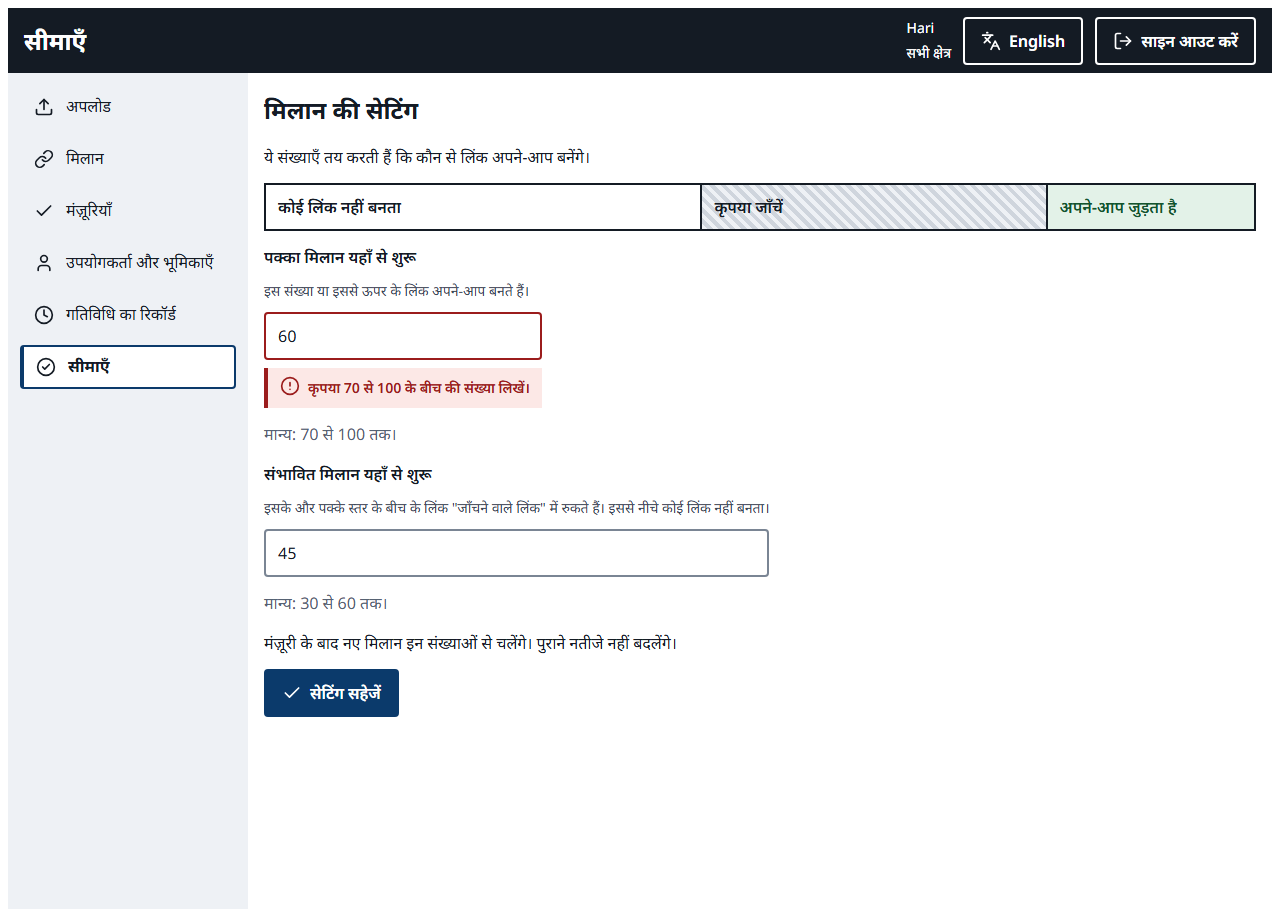 सीमाएँ
Hari
सभी क्षेत्र
English
साइन आउट करें
अपलोड
मिलान
मंज़ूरियाँ
उपयोगकर्ता और भूमिकाएँ
गतिविधि का रिकॉर्ड
सीमाएँ
मिलान की सेटिंग
ये संख्याएँ तय करती हैं कि कौन से लिंक अपने-आप बनेंगे।
कोई लिंक नहीं बनता
कृपया जाँचें
अपने-आप जुड़ता है
पक्का मिलान यहाँ से शुरू
इस संख्या या इससे ऊपर के लिंक अपने-आप बनते हैं।
60
कृपया 70 से 100 के बीच की संख्या लिखें।
मान्य: 70 से 100 तक।
संभावित मिलान यहाँ से शुरू
इसके और पक्के स्तर के बीच के लिंक "जाँचने वाले लिंक" में रुकते हैं। इससे नीचे कोई लिंक नहीं बनता।
45
मान्य: 30 से 60 तक।
मंज़ूरी के बाद नए मिलान इन संख्याओं से चलेंगे। पुराने नतीजे नहीं बदलेंगे।
सेटिंग सहेजें